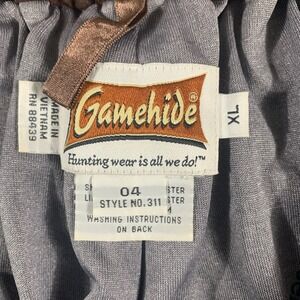 Gamehide®
Hunting wear is all we do!™
XL
MADE IN
VIETNAM
RN 88439
04
STYLE NO. 311
WASHING INSTRUCTIONS
ON BACK